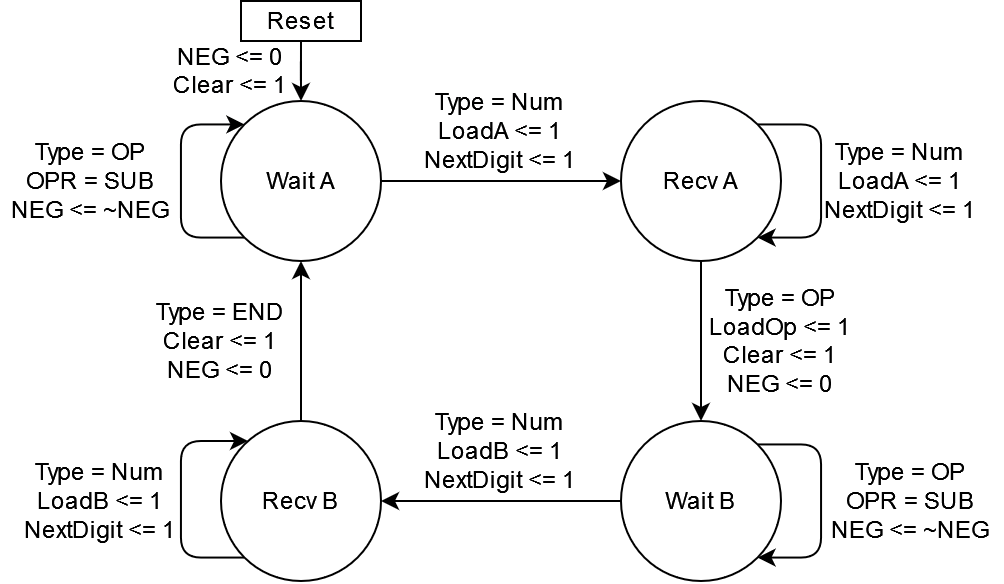 Reset
NEG <= 0
Clear <= 1
Wait A
Type = OP
OPR = SUB
NEG <= ~NEG
Type = Num
LoadA <= 1
NextDigit <= 1
Recv A
Type = Num
LoadA <= 1
NextDigit <= 1
Type = OP
LoadOp <= 1
Clear <= 1
NEG <= 0
Wait B
Type = OP
OPR = SUB
NEG <= ~NEG
Type = Num
LoadB <= 1
NextDigit <= 1
Recv B
Type = Num
LoadB <= 1
NextDigit <= 1
Type = END
Clear <= 1
NEG <= 0